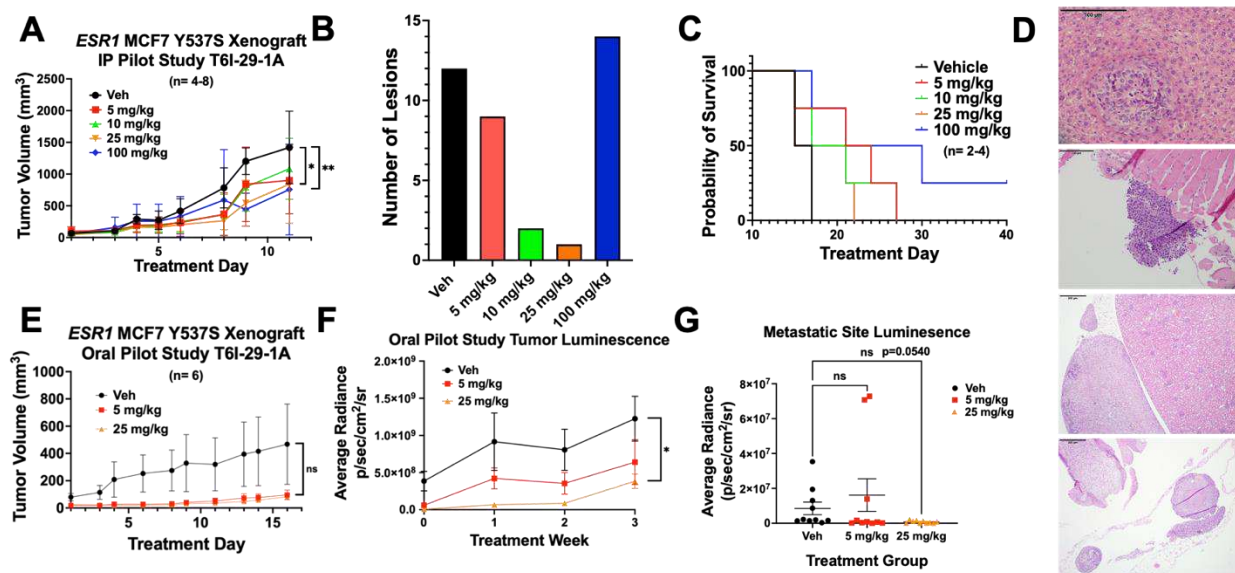 A
ESR1 MCF7 Y537S Xenograft
IP Pilot Study T6I-29-1A
(n= 4-8)
Tumor Volume (mm³)
2500
2000
1500
1000
500
0
Veh
5 mg/kg
10 mg/kg
25 mg/kg
100 mg/kg
*
**
5
10
Treatment Day
B
Number of Lesions
15
10
5
0
Veh
5 mg/kg
10 mg/kg
25 mg/kg
100 mg/kg
C
Probability of Survival
100
50
0
Vehicle
5 mg/kg
10 mg/kg
25 mg/kg
100 mg/kg
(n= 2-4)
10
20
30
40
Treatment Day
D
E
ESR1 MCF7 Y537S Xenograft
Oral Pilot Study T6I-29-1A
(n= 6)
Tumor Volume (mm³)
1000
800
600
400
200
0
Veh
5 mg/kg
25 mg/kg
ns
0
5
10
15
Treatment Day
F
Oral Pilot Study Tumor Luminescence
Average Radiance
p/sec/cm²/sr
2.0×10⁹
1.5×10⁹
1.0×10⁹
5.0×10⁸
0.0
Veh
5 mg/kg
25 mg/kg
*
0
1
2
3
Treatment Week
G
Metastatic Site Luminesence
Average Radiance
(p/sec/cm²/sr)
8×10⁷
6×10⁷
4×10⁷
2×10⁷
0
ns p=0.0540
ns
Veh
5 mg/kg
25 mg/kg
Veh
5 mg/kg
25 mg/kg
Treatment Group